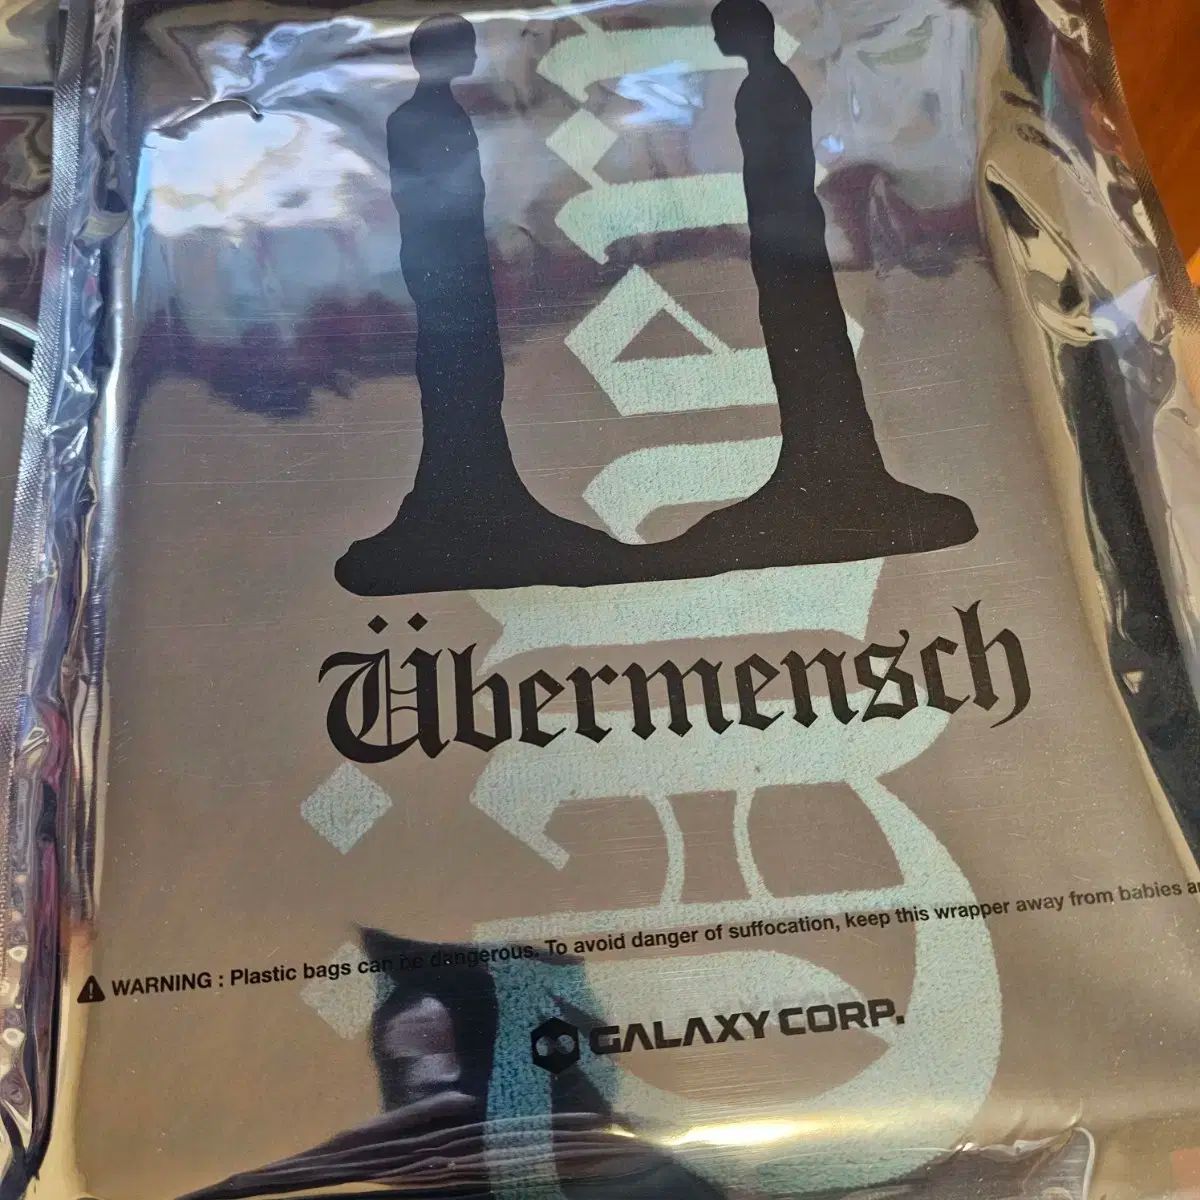 Übermensch
WARNING : Plastic bags can be dangerous. To avoid danger of suffocation, keep this wrapper away from babies
GALAXY CORP.